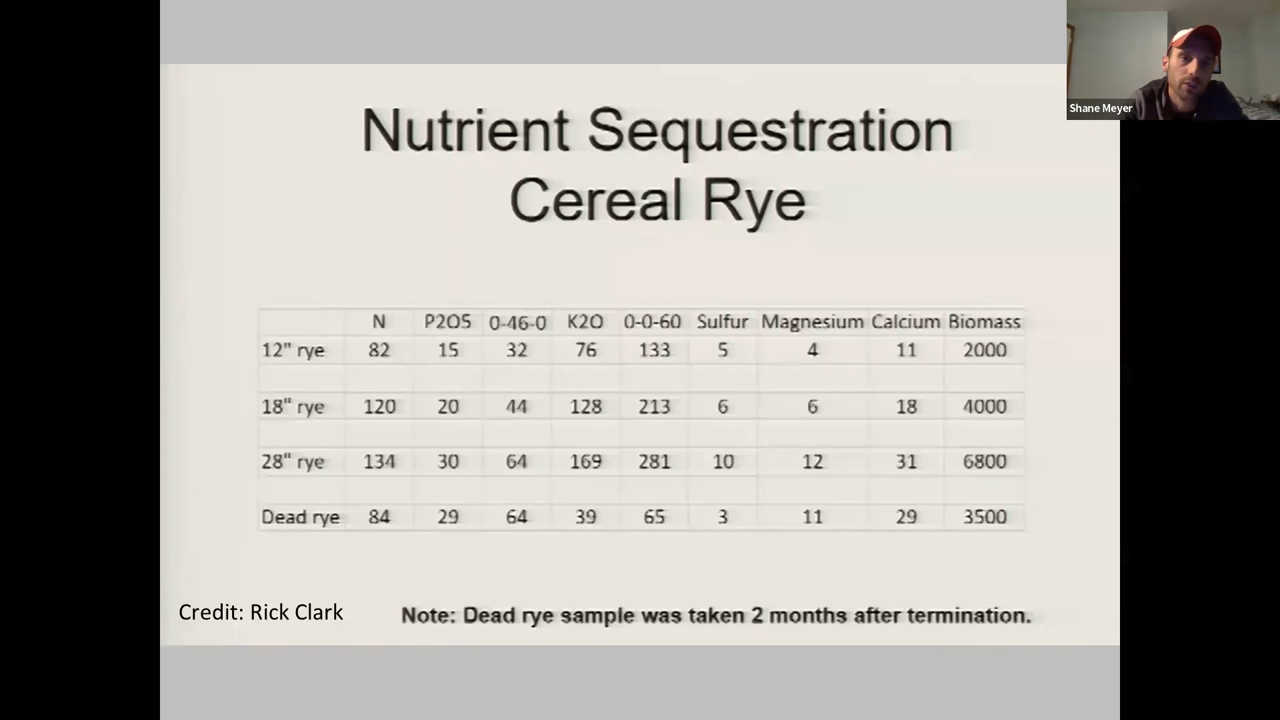 Shane Meyer
Nutrient Sequestration
Cereal Rye
N P2O5 0-46-0 K2O 0-0-60 Sulfur Magnesium Calcium Biomass
12" rye 82 15 32 76 133 5 4 11 2000
18" rye 120 20 44 128 213 6 6 18 4000
28" rye 134 30 64 169 281 10 12 31 6800
Dead rye 84 29 64 39 65 3 11 29 3500
Credit: Rick Clark
Note: Dead rye sample was taken 2 months after termination.